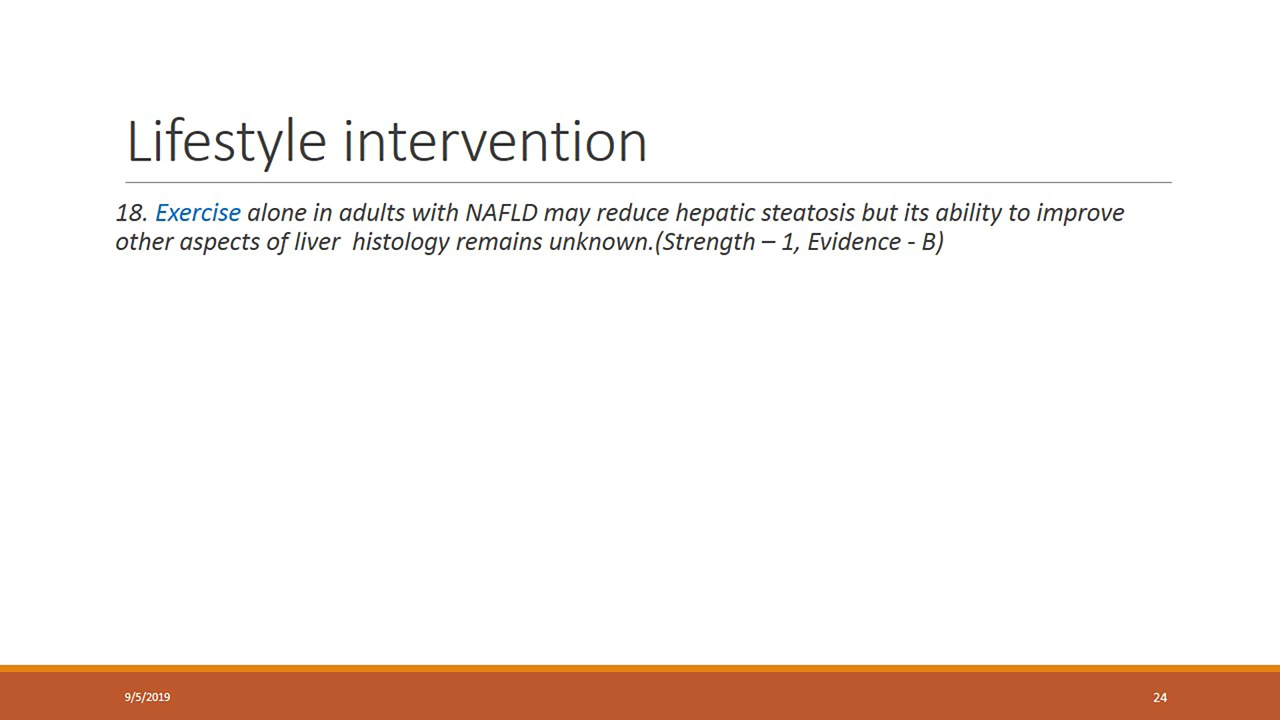 Lifestyle intervention
18. Exercise alone in adults with NAFLD may reduce hepatic steatosis but its ability to improve
other aspects of liver  histology remains unknown.(Strength – 1, Evidence - B)
9/5/2019
24